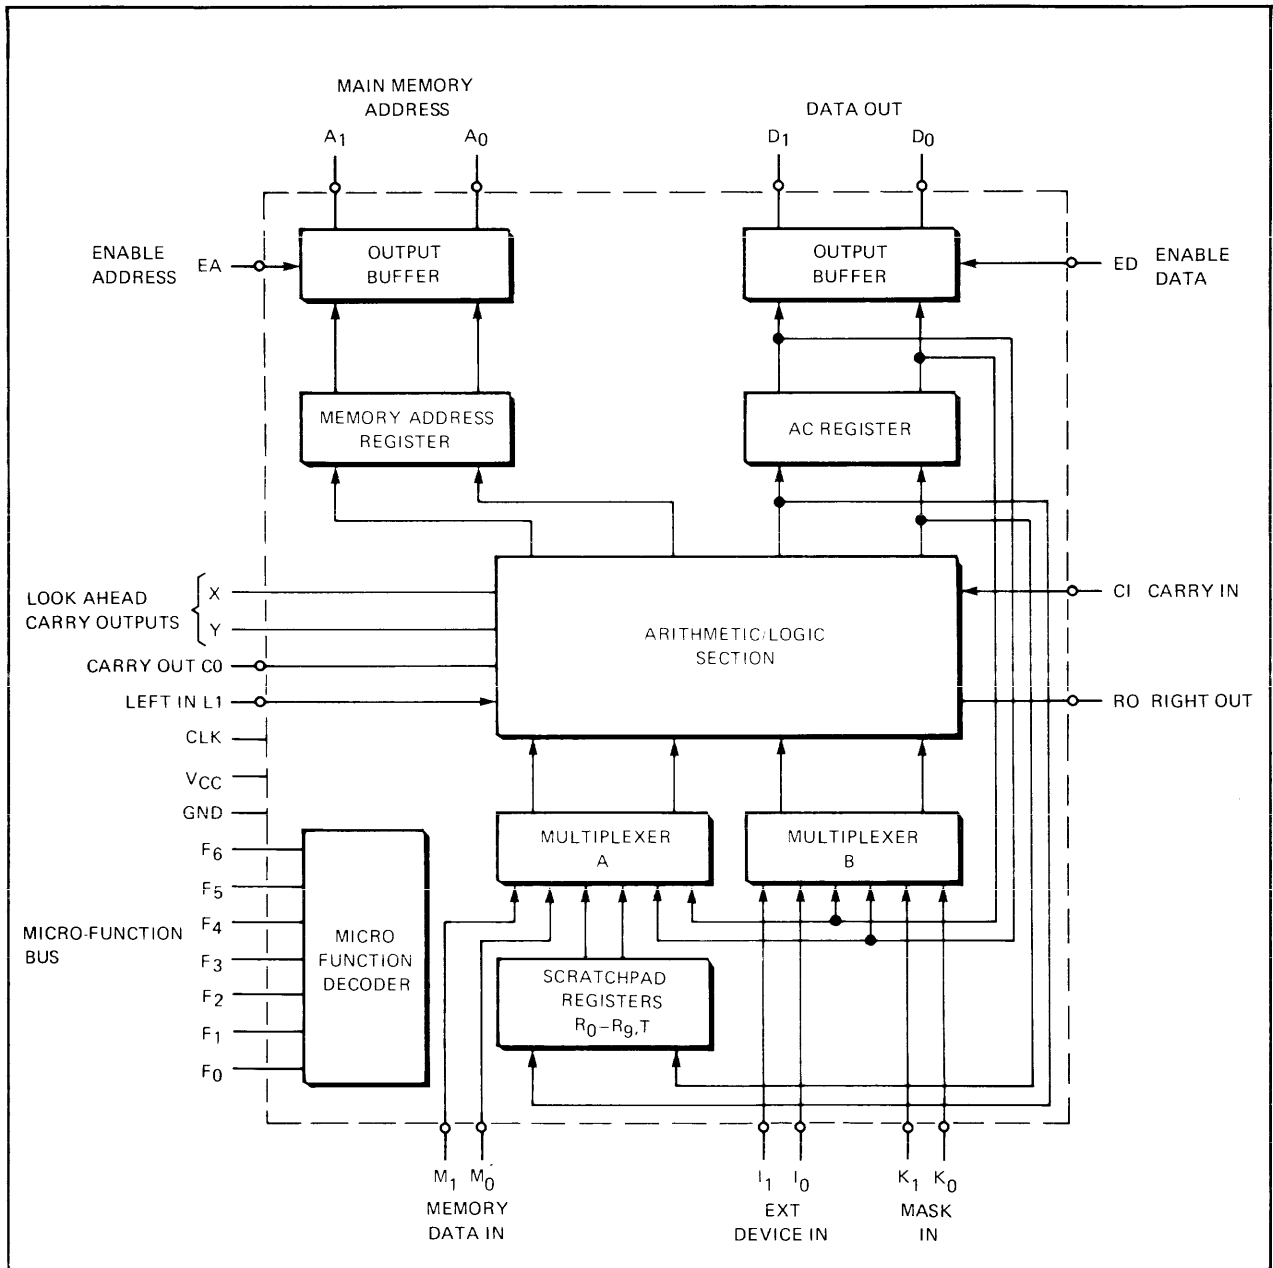 MAIN MEMORY
ADDRESS
DATA OUT
A1 A0 D1 D0
ENABLE
ADDRESS EA
OUTPUT
BUFFER
OUTPUT
BUFFER
ED ENABLE
DATA
MEMORY ADDRESS
REGISTER
AC REGISTER
LOOK AHEAD
CARRY OUTPUTS
X
Y
CARRY OUT C0
LEFT IN L1
ARITHMETIC/LOGIC
SECTION
CI CARRY IN
RO RIGHT OUT
CLK
VCC
GND
MULTIPLEXER
A
MULTIPLEXER
B
MICRO-FUNCTION
BUS
F6
F5
F4
F3
F2
F1
F0
MICRO
FUNCTION
DECODER
SCRATCHPAD
REGISTERS
R0–R9,T
M1 M0
MEMORY
DATA IN
I1 I0
EXT
DEVICE IN
K1 K0
MASK
IN